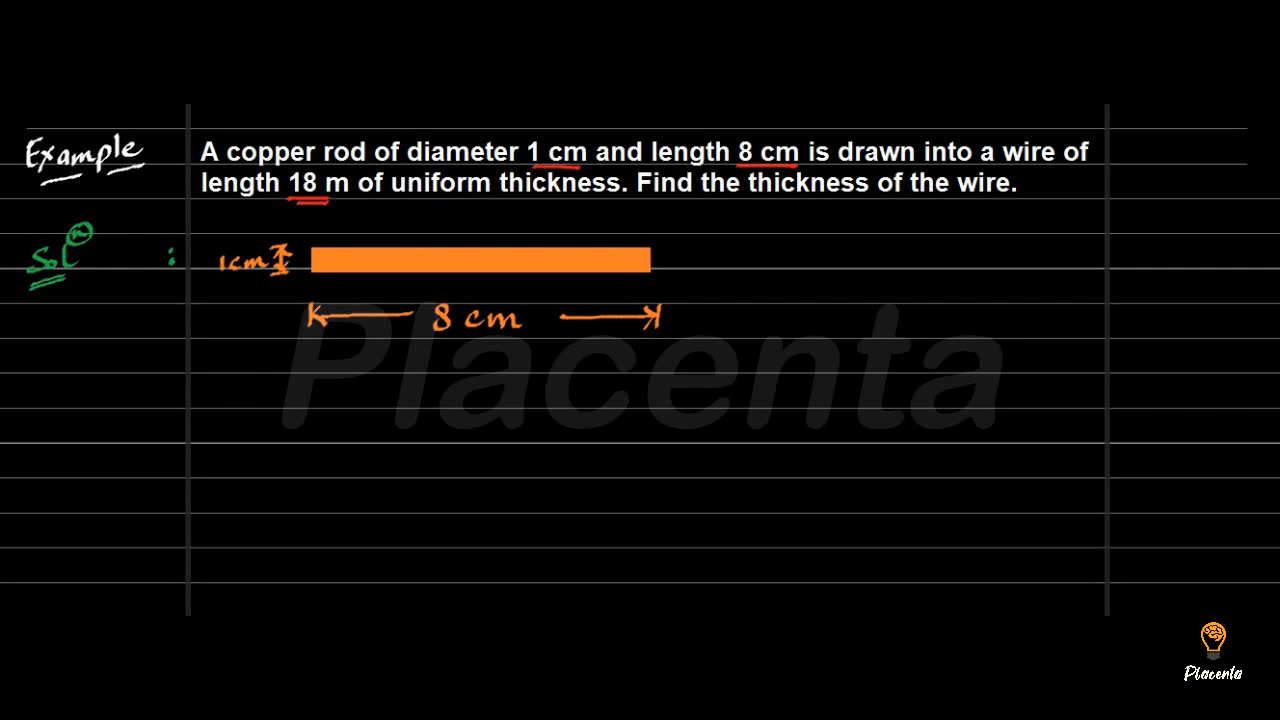 Example
A copper rod of diameter 1 cm and length 8 cm is drawn into a wire of
length 18 m of uniform thickness. Find the thickness of the wire.
Solⁿ :
1cm
8 cm
Placenta
Placenta